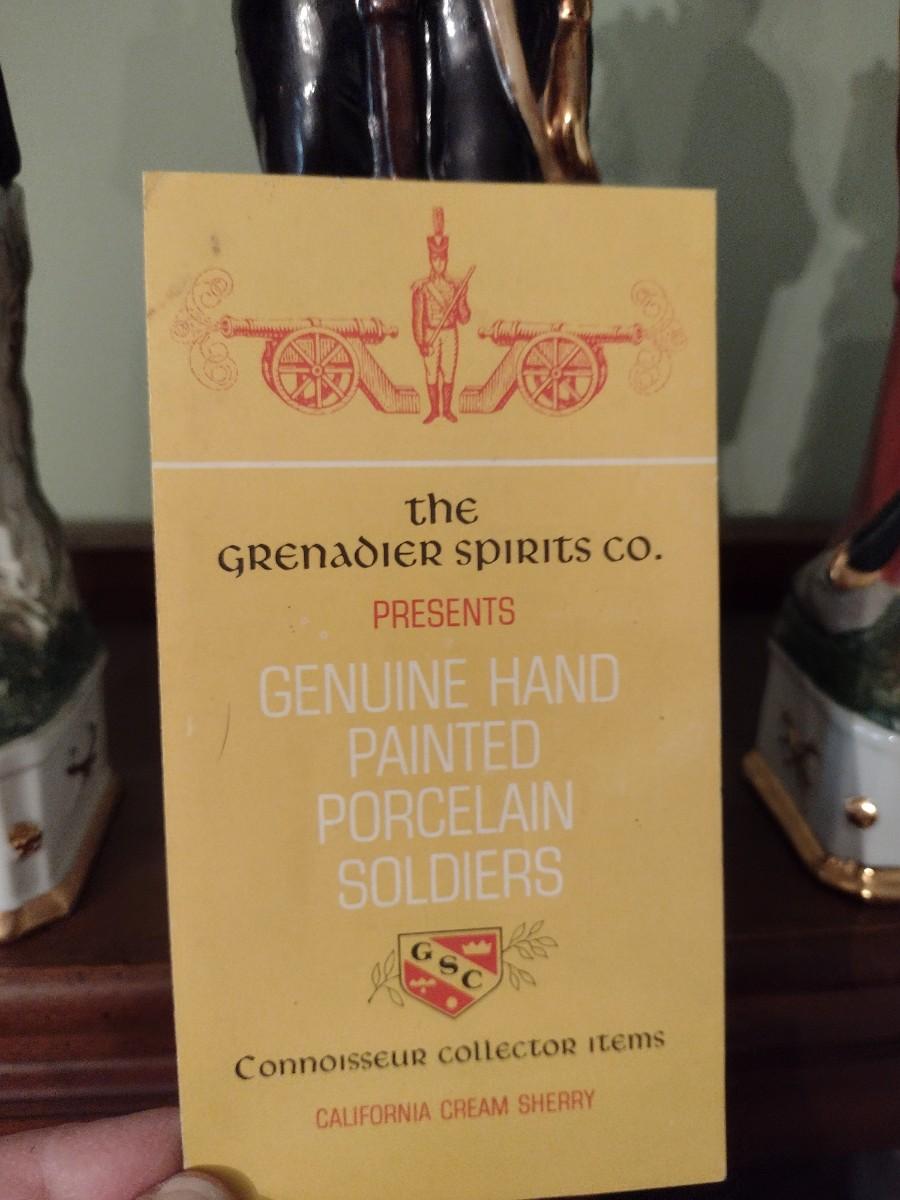 the
GRENADIER SPIRITS CO.
PRESENTS
GENUINE HAND
PAINTED
PORCELAIN
SOLDIERS
GSC
Connoisseur collector items
CALIFORNIA CREAM SHERRY